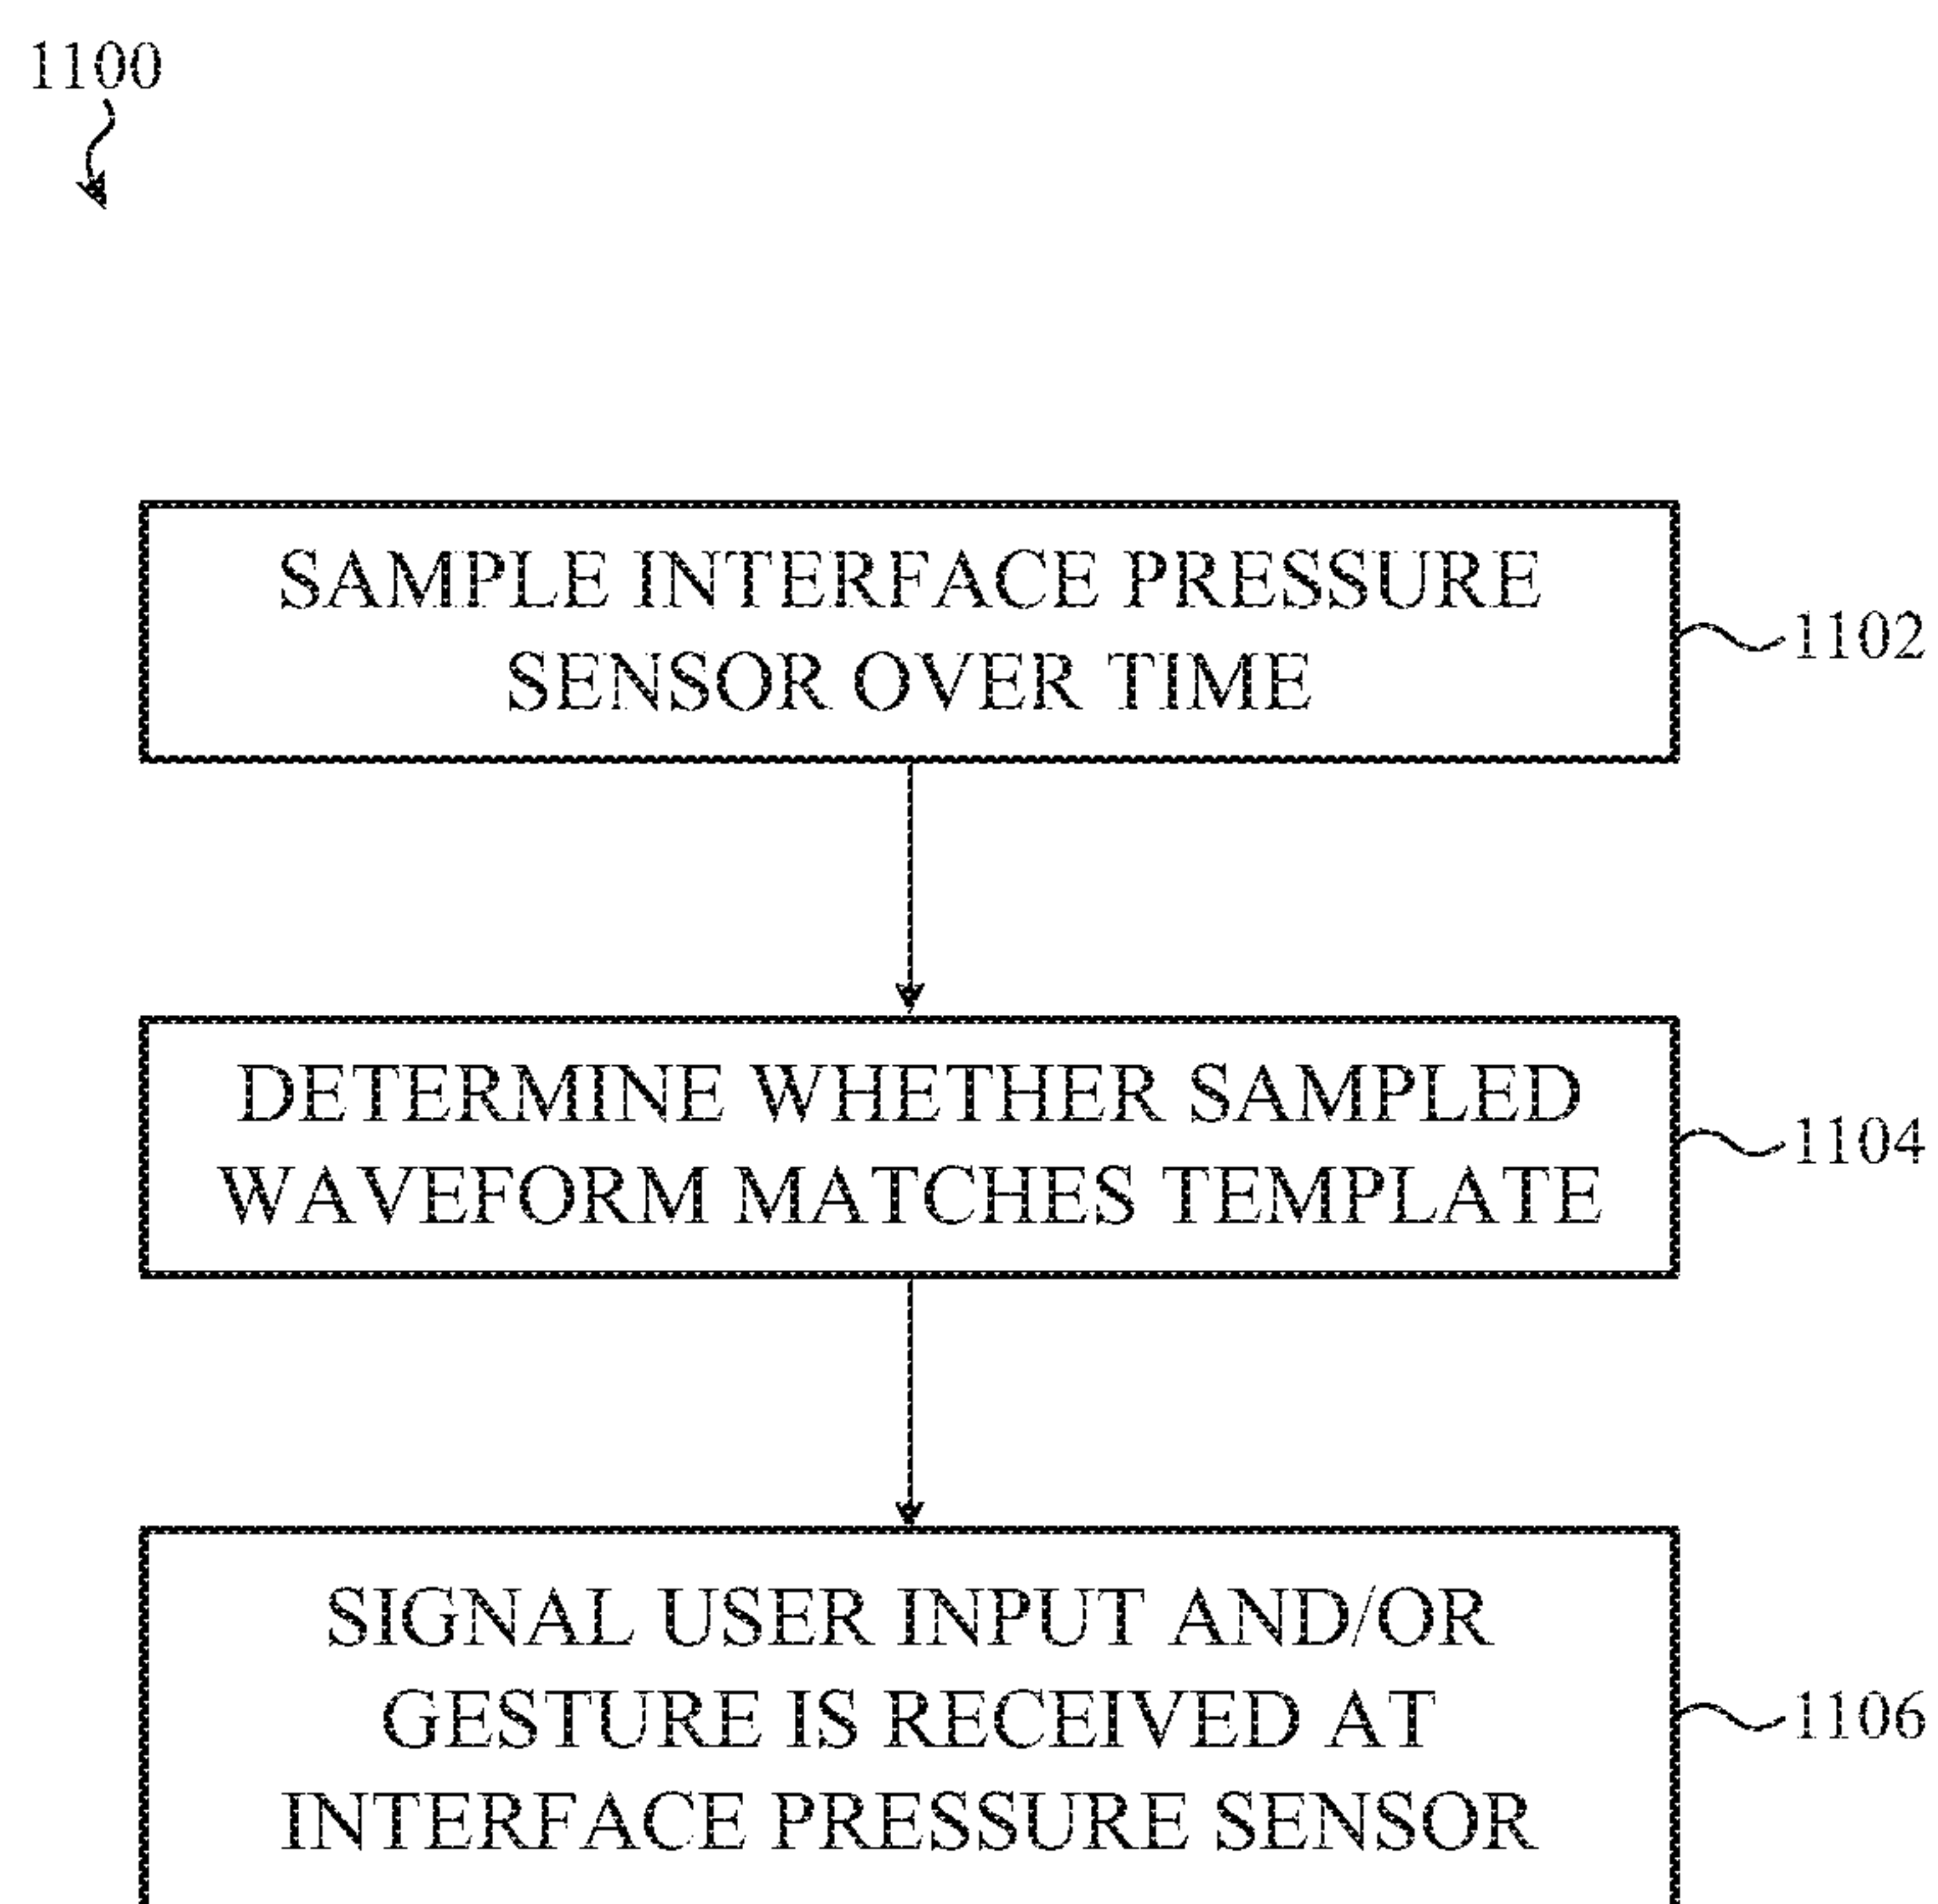 1100
SAMPLE INTERFACE PRESSURE
SENSOR OVER TIME
1102
DETERMINE WHETHER SAMPLED
WAVEFORM MATCHES TEMPLATE
1104
SIGNAL USER INPUT AND/OR
GESTURE IS RECEIVED AT
INTERFACE PRESSURE SENSOR
1106